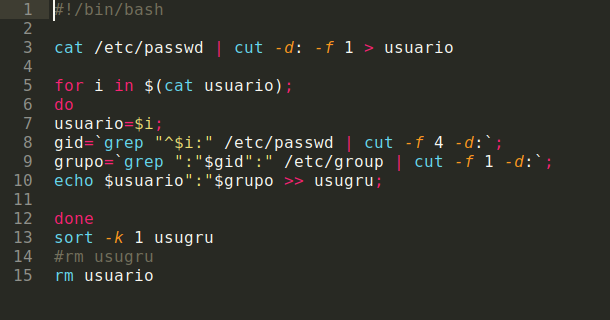 1 #!/bin/bash
2
3 cat /etc/passwd | cut -d: -f 1 > usuario
4
5 for i in $(cat usuario);
6 do
7 usuario=$i;
8 gid=`grep "^$i:" /etc/passwd | cut -f 4 -d:`;
9 grupo=`grep ":"$gid":" /etc/group | cut -f 1 -d:`;
10 echo $usuario":"$grupo >> usugru;
11
12 done
13 sort -k 1 usugru
14 #rm usugru
15 rm usuario